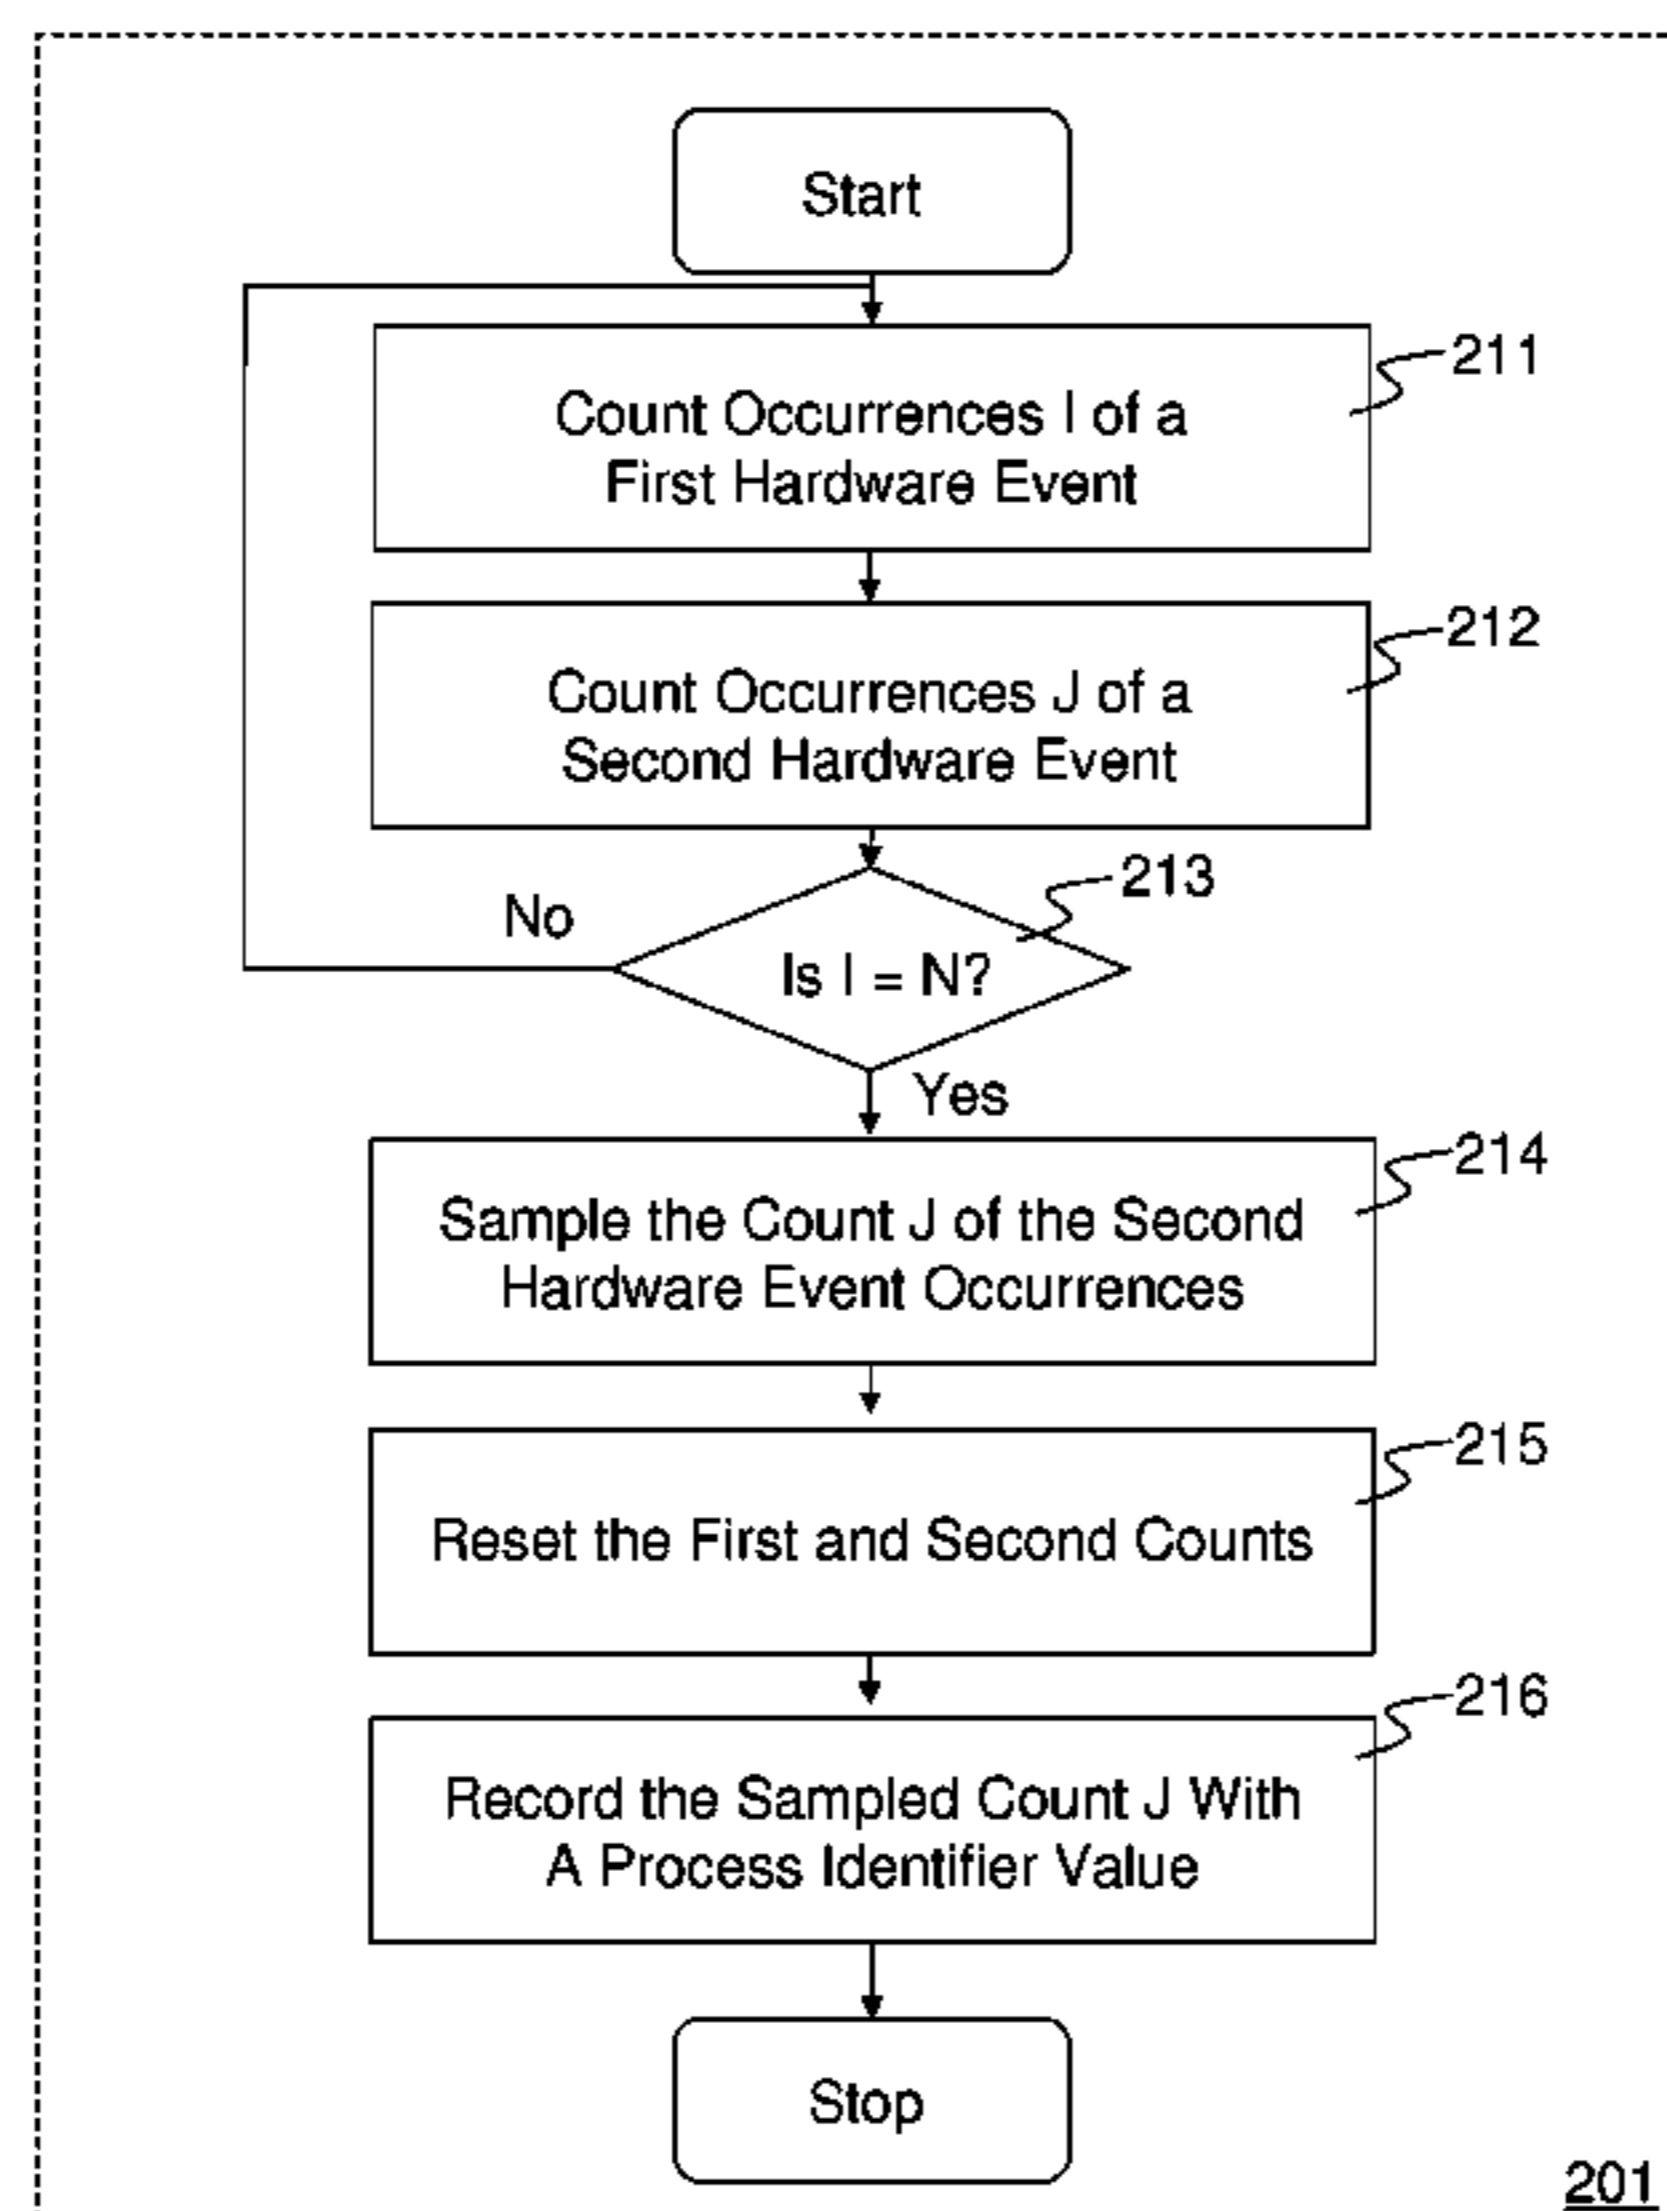 Start
211
Count Occurrences I of a
First Hardware Event
212
Count Occurrences J of a
Second Hardware Event
213
No
Is I = N?
Yes
214
Sample the Count J of the Second
Hardware Event Occurrences
215
Reset the First and Second Counts
216
Record the Sampled Count J With
A Process Identifier Value
Stop
201